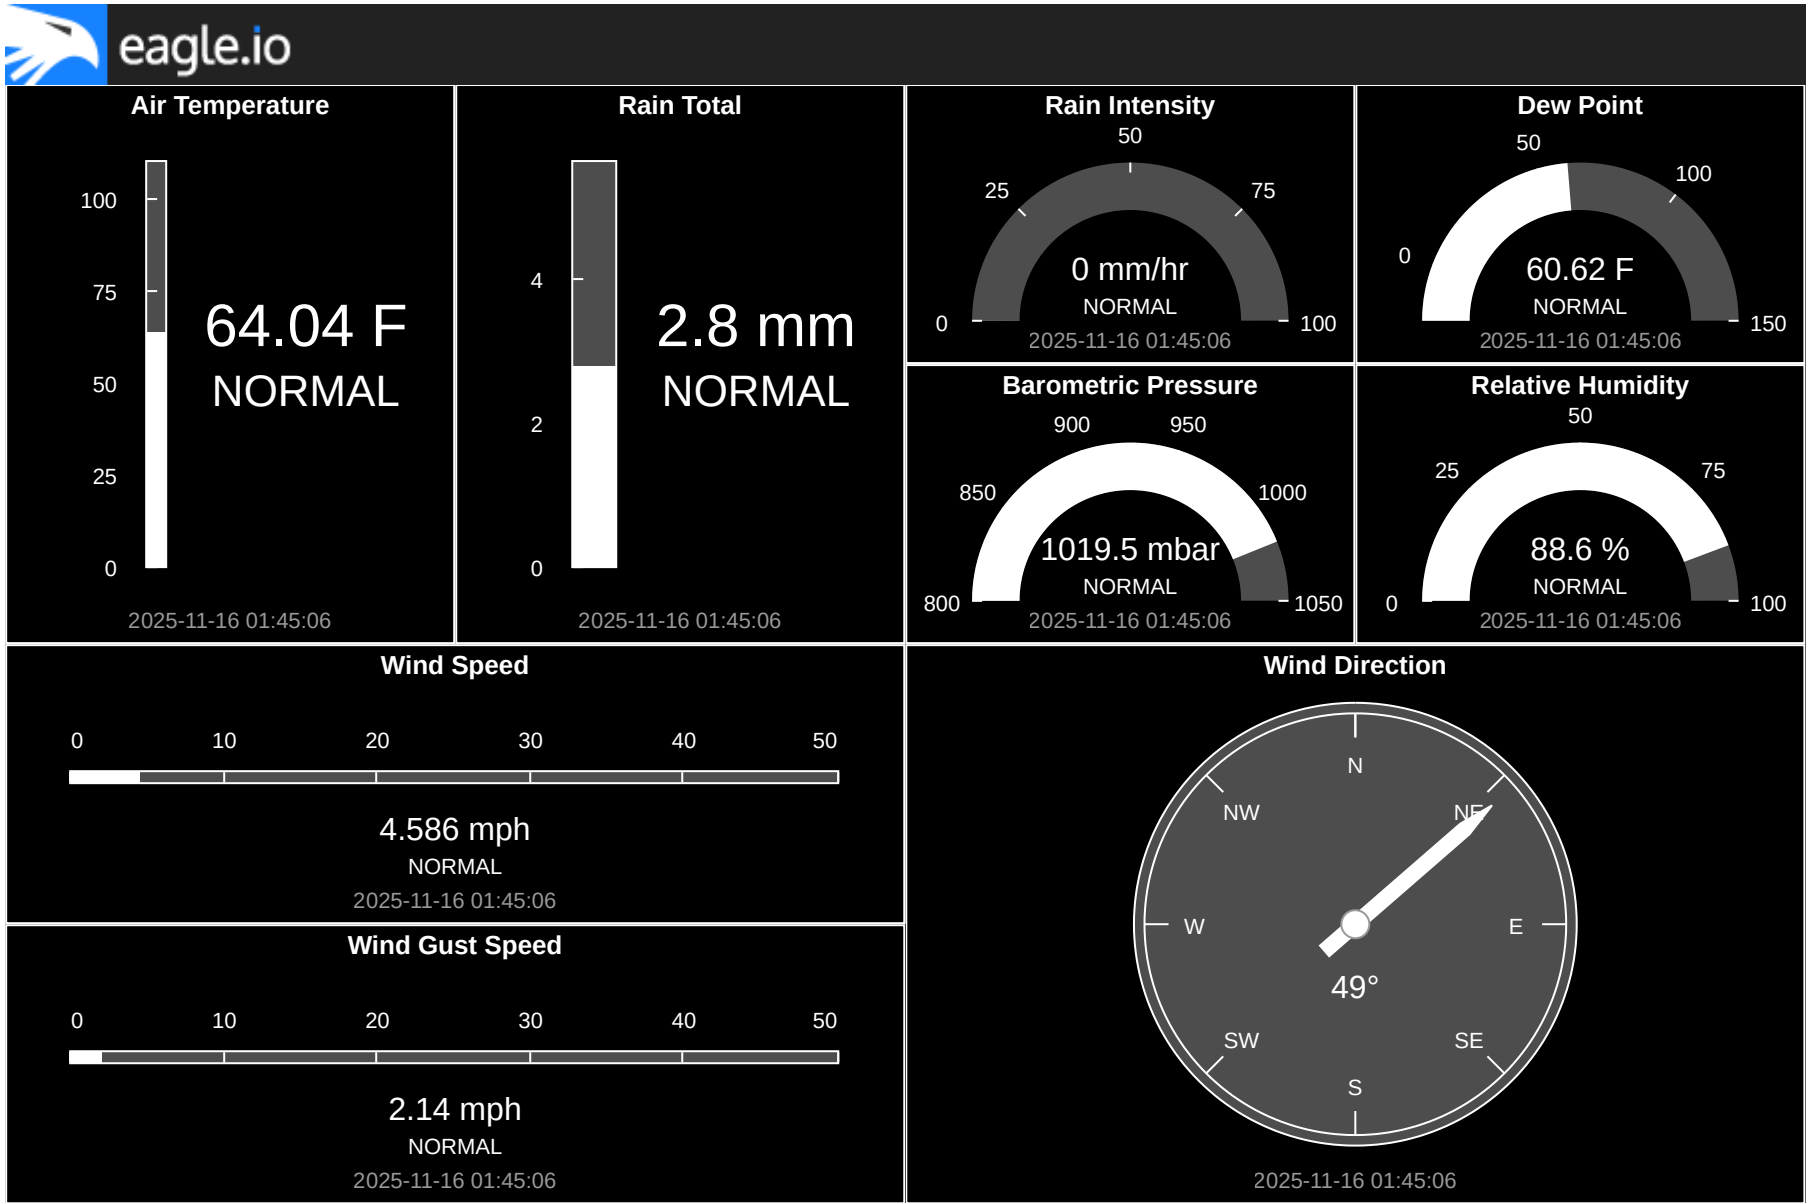 eagle.io
Air Temperature
100
75
50
25
0
64.04 F
NORMAL
2025-11-16 01:45:06
Rain Total
4
2
0
2.8 mm
NORMAL
2025-11-16 01:45:06
Rain Intensity
0
25
50
75
100
0 mm/hr
NORMAL
2025-11-16 01:45:06
Dew Point
0
50
100
150
60.62 F
NORMAL
2025-11-16 01:45:06
Barometric Pressure
800
850
900
950
1000
1050
1019.5 mbar
NORMAL
2025-11-16 01:45:06
Relative Humidity
0
25
50
75
100
88.6 %
NORMAL
2025-11-16 01:45:06
Wind Speed
0 10 20 30 40 50
4.586 mph
NORMAL
2025-11-16 01:45:06
Wind Gust Speed
0 10 20 30 40 50
2.14 mph
NORMAL
2025-11-16 01:45:06
Wind Direction
N
NW NE
W E
49°
SW SE
S
2025-11-16 01:45:06